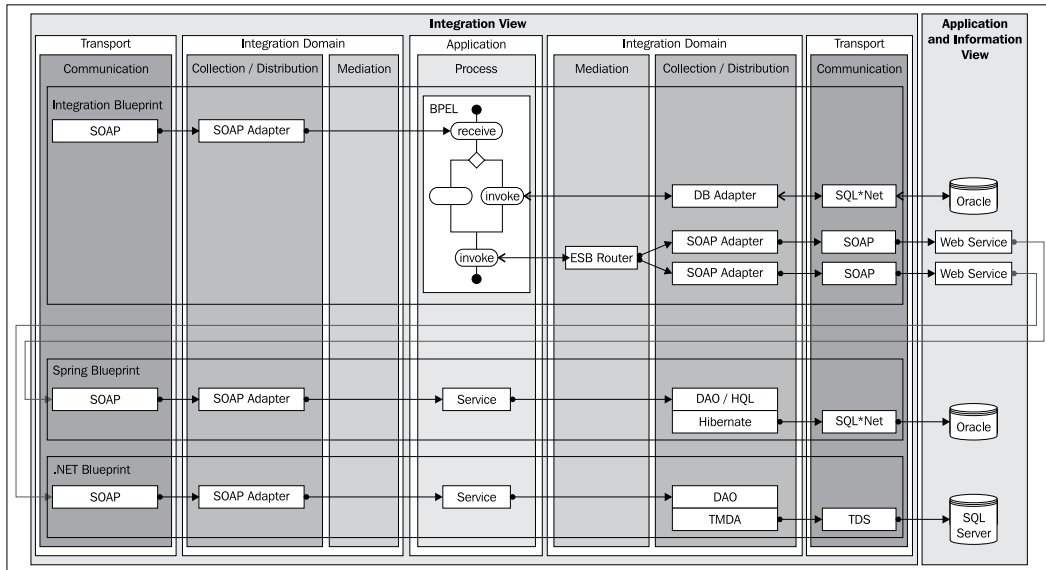 Integration View
Application
and Information
View
Transport
Integration Domain
Application
Integration Domain
Transport
Communication
Collection / Distribution
Mediation
Process
Mediation
Collection / Distribution
Communication
Integration Blueprint
SOAP
SOAP Adapter
BPEL
receive
invoke
DB Adapter
SQL*Net
Oracle
invoke
ESB Router
SOAP Adapter
SOAP
Web Service
SOAP Adapter
SOAP
Web Service
Spring Blueprint
SOAP
SOAP Adapter
Service
DAO / HQL
Hibernate
SQL*Net
Oracle
.NET Blueprint
SOAP
SOAP Adapter
Service
DAO
TMDA
TDS
SQL
Server